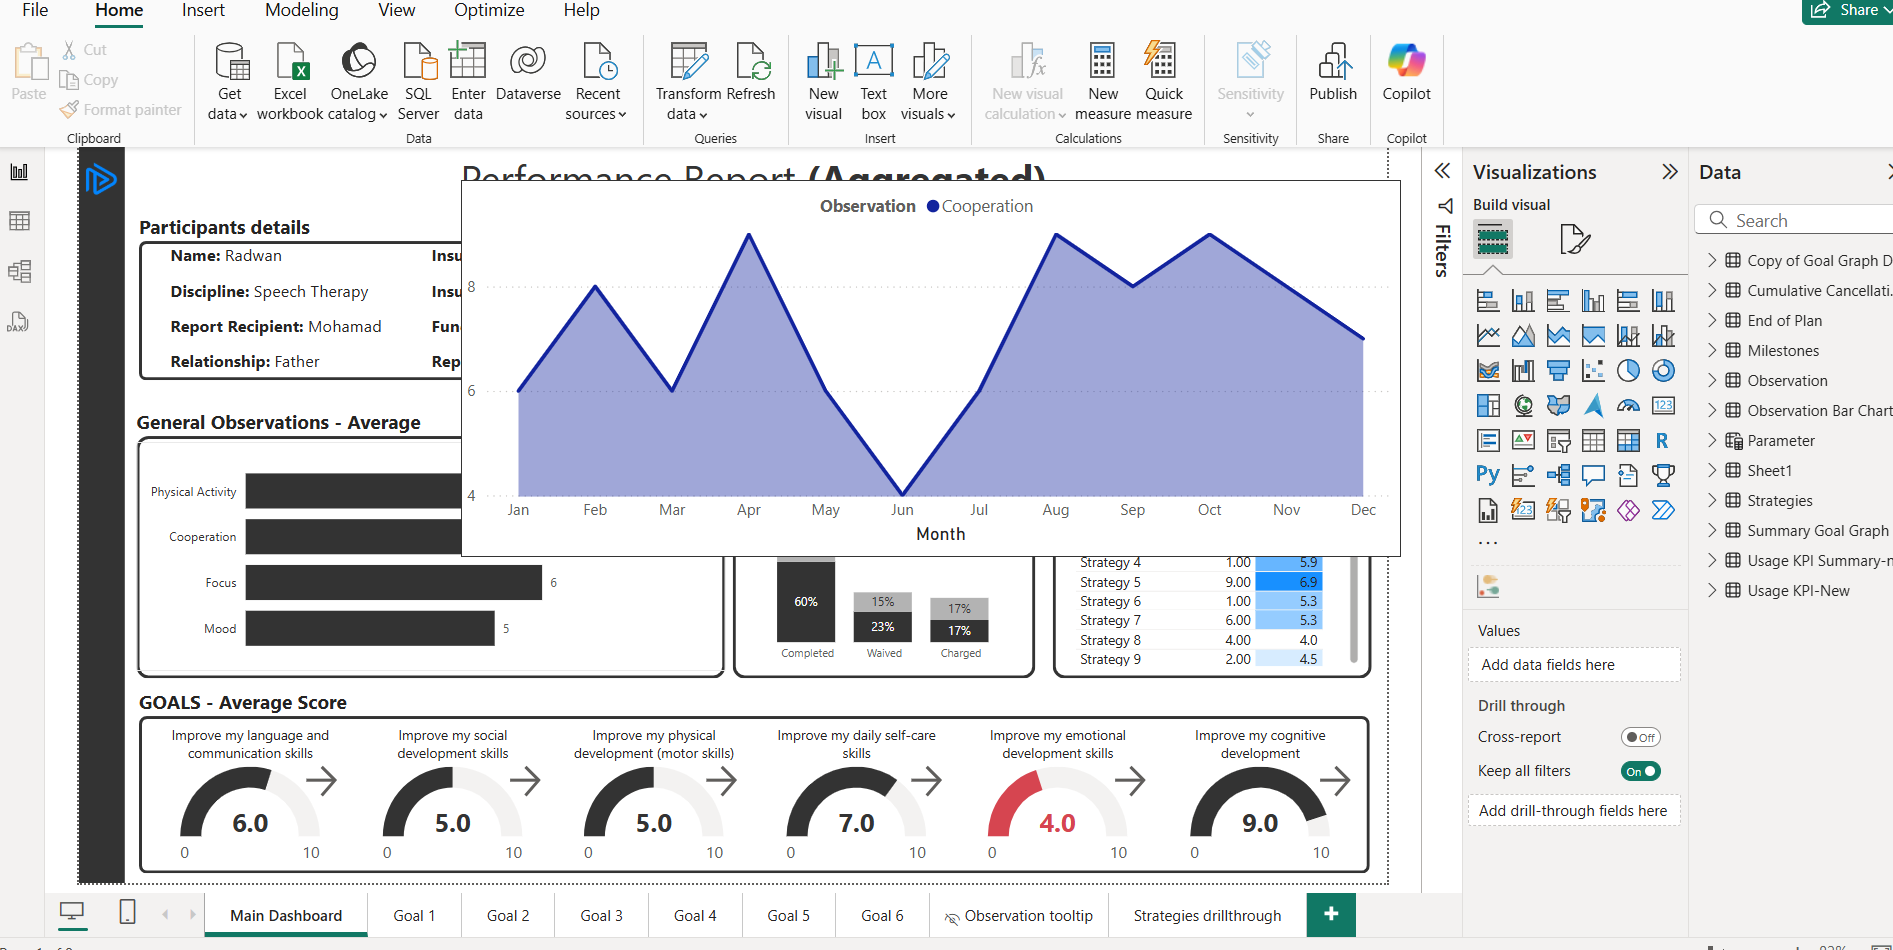 File Home Insert Modeling View Optimize Help Share
Paste Cut Copy Format painter
Clipboard
Get data Excel workbook OneLake catalog SQL Server Enter data Dataverse Recent sources
Data
Transform data Refresh
Queries
New visual Text box More visuals
Insert
New visual calculation New measure Quick measure
Calculations
Sensitivity
Sensitivity
Publish
Share
Copilot
Copilot
Performance Report (Aggregated)
Participants details
Name: Radwan
Discipline: Speech Therapy
Report Recipient: Mohamad
Relationship: Father
Insu
Insu
Fun
Rep
Observation Cooperation
8
6
4
Jan Feb Mar Apr May Jun Jul Aug Sep Oct Nov Dec
Month
General Observations - Average
Physical Activity
Cooperation
Focus 6
Mood 5
60%
15%
23%
17%
17%
Completed Waived Charged
Strategy 4 1.00 5.9
Strategy 5 9.00 6.9
Strategy 6 1.00 5.3
Strategy 7 6.00 5.3
Strategy 8 4.00 4.0
Strategy 9 2.00 4.5
GOALS - Average Score
Improve my language and communication skills
6.0
0 10
Improve my social development skills
5.0
0 10
Improve my physical development (motor skills)
5.0
0 10
Improve my daily self-care skills
7.0
0 10
Improve my emotional development skills
4.0
0 10
Improve my cognitive development
9.0
0 10
Filters
Visualizations
Build visual
123
R
Py
123
...
Values
Add data fields here
Drill through
Cross-report Off
Keep all filters On
Add drill-through fields here
Data
Search
Copy of Goal Graph D
Cumulative Cancellati.
End of Plan
Milestones
Observation
Observation Bar Chart
Parameter
Sheet1
Strategies
Summary Goal Graph
Usage KPI Summary-n
Usage KPI-New
DAX
Main Dashboard Goal 1 Goal 2 Goal 3 Goal 4 Goal 5 Goal 6 Observation tooltip Strategies drillthrough +